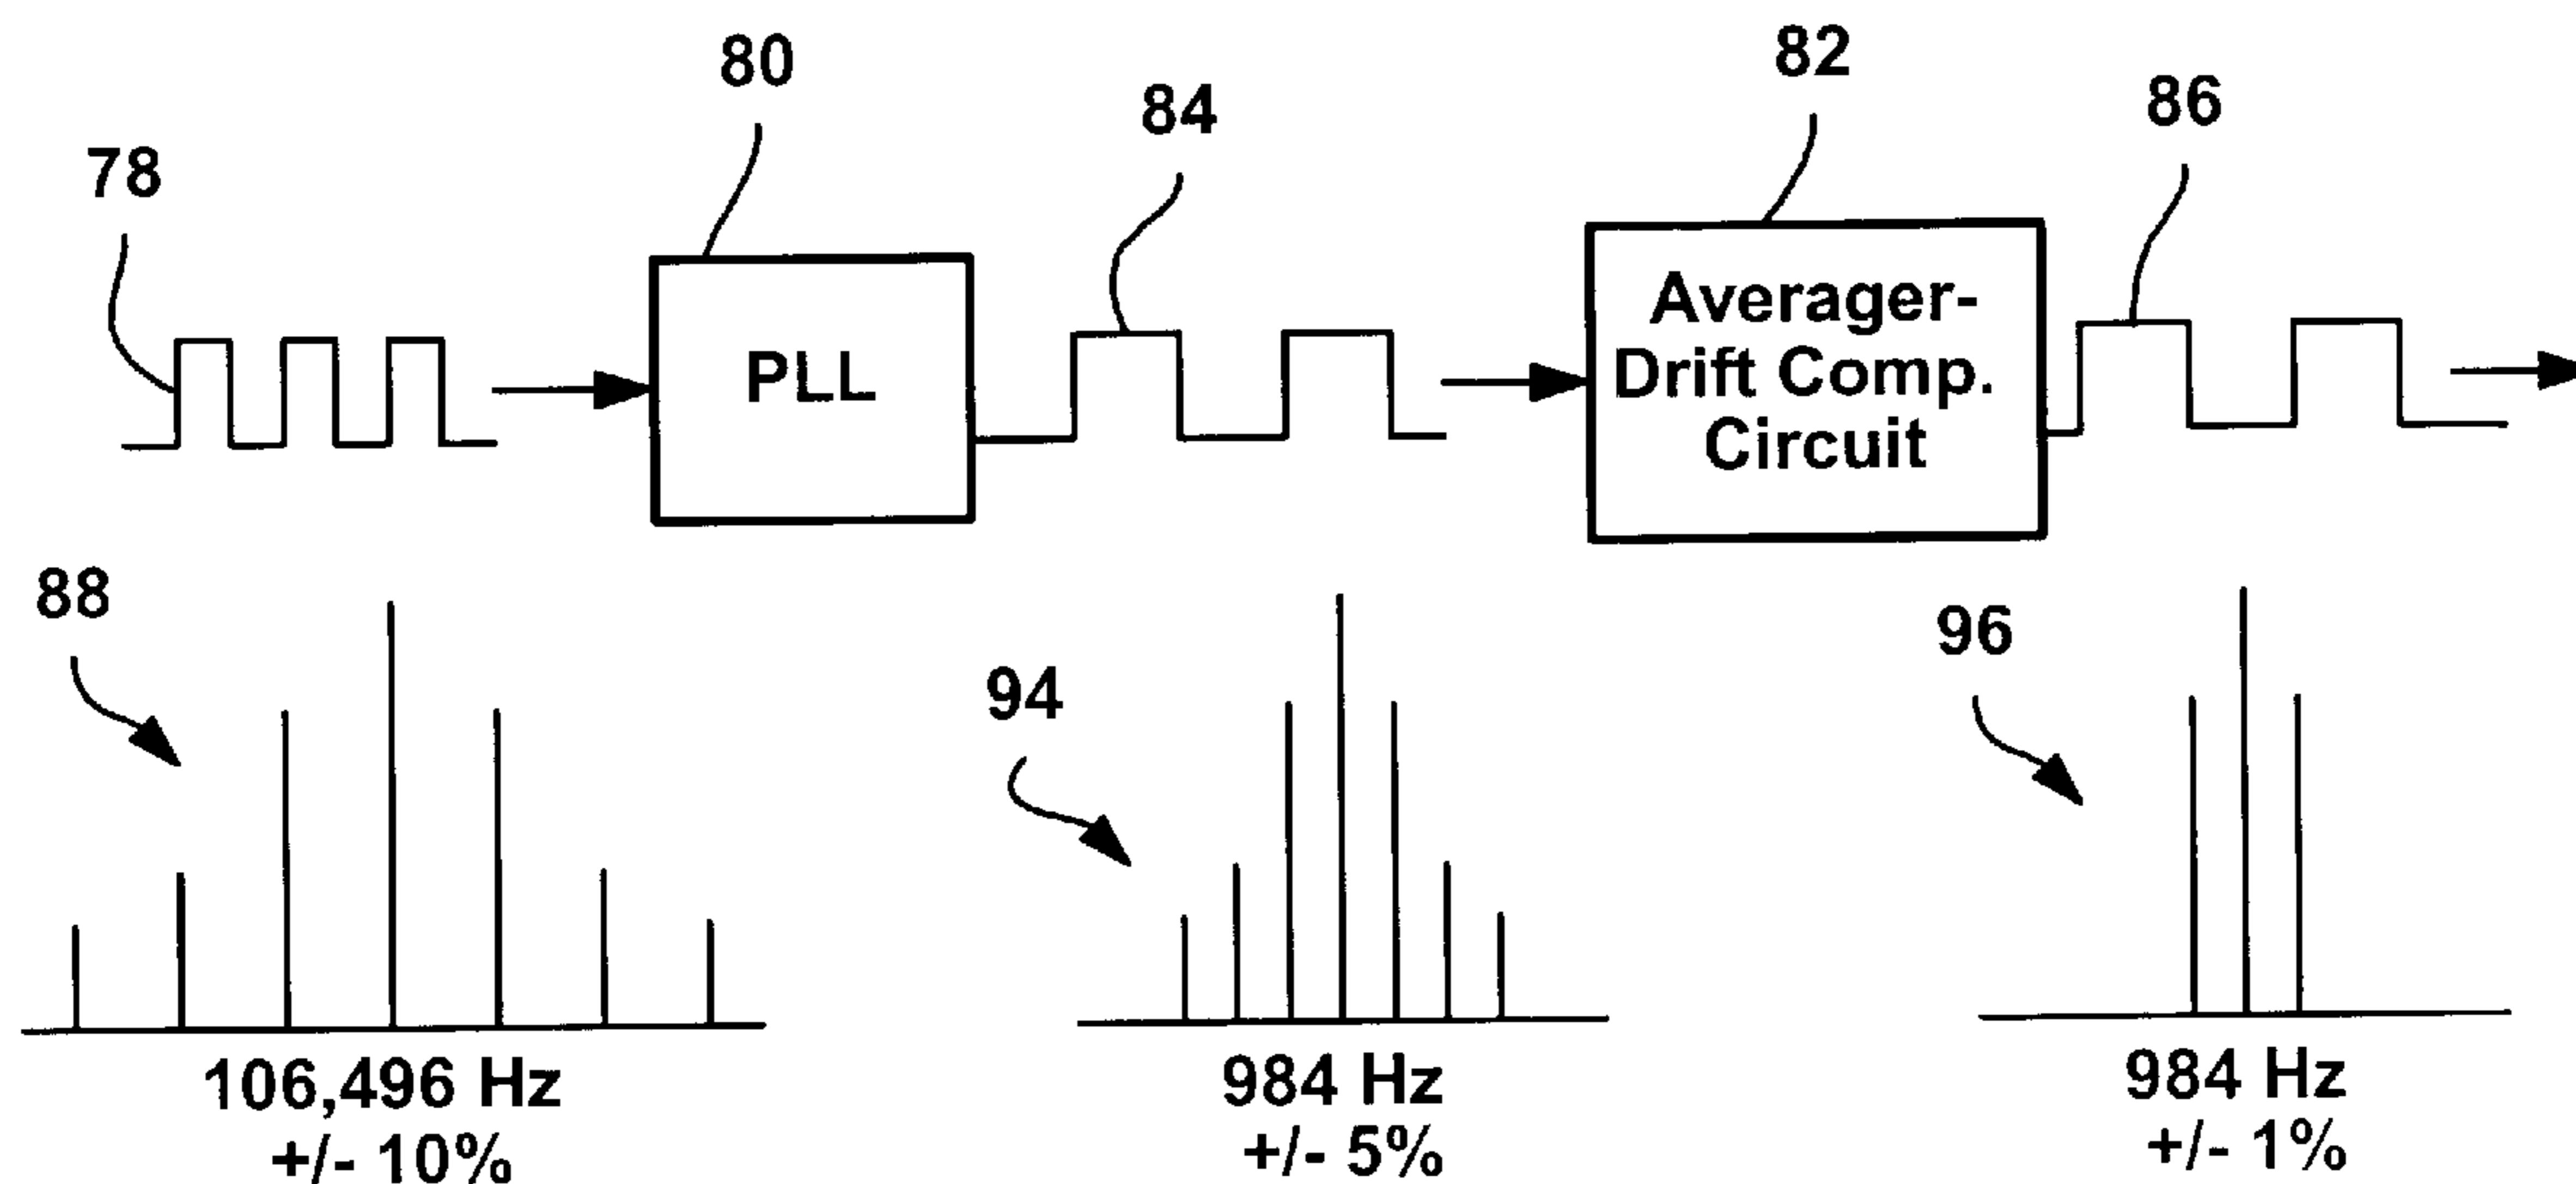 78
80
84
82
86
PLL
Averager-
Drift Comp.
Circuit
88
94
96
106,496 Hz
+/- 10%
984 Hz
+/- 5%
984 Hz
+/- 1%